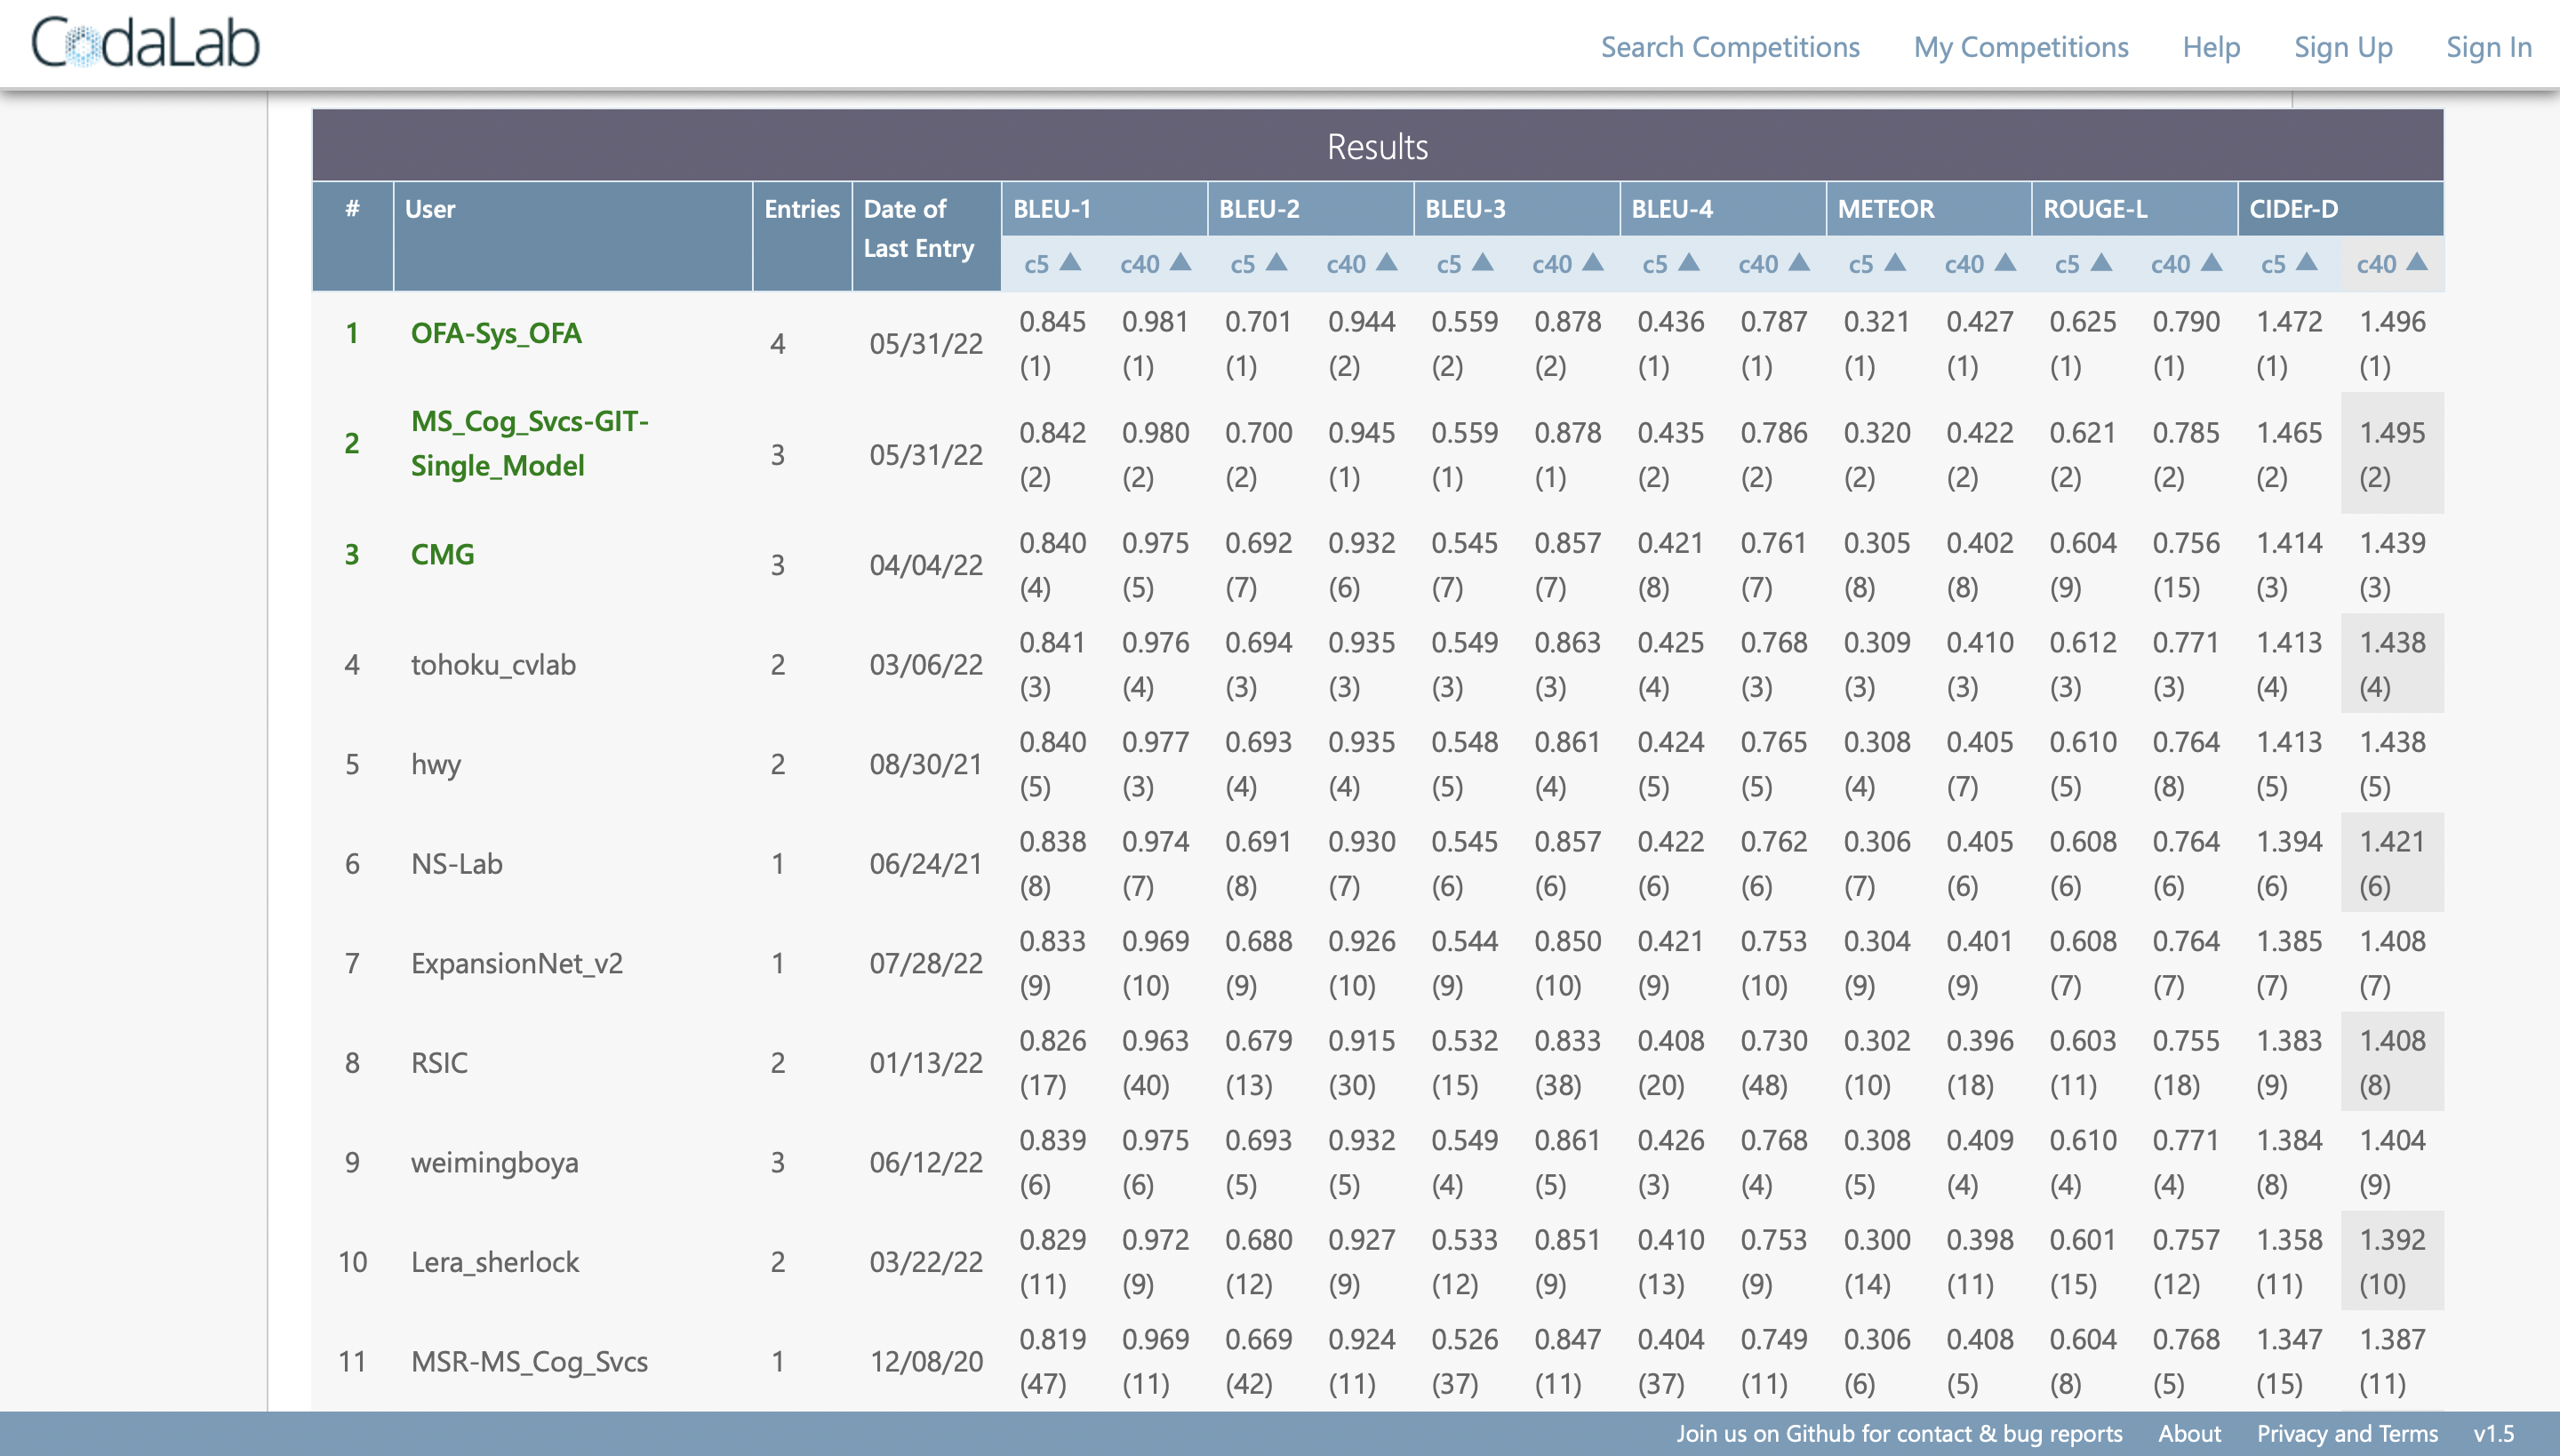 CodaLab
Search Competitions My Competitions Help Sign Up Sign In
Results
# User Entries Date of Last Entry BLEU-1 BLEU-2 BLEU-3 BLEU-4 METEOR ROUGE-L CIDEr-D
c5 ▲ c40 ▲ c5 ▲ c40 ▲ c5 ▲ c40 ▲ c5 ▲ c40 ▲ c5 ▲ c40 ▲ c5 ▲ c40 ▲ c5 ▲ c40 ▲
1 OFA-Sys_OFA 4 05/31/22 0.845 0.981 0.701 0.944 0.559 0.878 0.436 0.787 0.321 0.427 0.625 0.790 1.472 1.496
(1) (1) (1) (2) (2) (2) (1) (1) (1) (1) (1) (1) (1) (1)
2 MS_Cog_Svcs-GIT-Single_Model 3 05/31/22 0.842 0.980 0.700 0.945 0.559 0.878 0.435 0.786 0.320 0.422 0.621 0.785 1.465 1.495
(2) (2) (2) (1) (1) (1) (2) (2) (2) (2) (2) (2) (2) (2)
3 CMG 3 04/04/22 0.840 0.975 0.692 0.932 0.545 0.857 0.421 0.761 0.305 0.402 0.604 0.756 1.414 1.439
(4) (5) (7) (6) (7) (7) (8) (7) (8) (8) (9) (15) (3) (3)
4 tohoku_cvlab 2 03/06/22 0.841 0.976 0.694 0.935 0.549 0.863 0.425 0.768 0.309 0.410 0.612 0.771 1.413 1.438
(3) (4) (3) (3) (3) (3) (4) (3) (3) (3) (3) (3) (4) (4)
5 hwy 2 08/30/21 0.840 0.977 0.693 0.935 0.548 0.861 0.424 0.765 0.308 0.405 0.610 0.764 1.413 1.438
(5) (3) (4) (4) (5) (4) (5) (5) (4) (7) (5) (8) (5) (5)
6 NS-Lab 1 06/24/21 0.838 0.974 0.691 0.930 0.545 0.857 0.422 0.762 0.306 0.405 0.608 0.764 1.394 1.421
(8) (7) (8) (7) (6) (6) (6) (6) (7) (6) (6) (6) (6) (6)
7 ExpansionNet_v2 1 07/28/22 0.833 0.969 0.688 0.926 0.544 0.850 0.421 0.753 0.304 0.401 0.608 0.764 1.385 1.408
(9) (10) (9) (10) (9) (10) (9) (10) (9) (9) (7) (7) (7) (7)
8 RSIC 2 01/13/22 0.826 0.963 0.679 0.915 0.532 0.833 0.408 0.730 0.302 0.396 0.603 0.755 1.383 1.408
(17) (40) (13) (30) (15) (38) (20) (48) (10) (18) (11) (18) (9) (8)
9 weimingboya 3 06/12/22 0.839 0.975 0.693 0.932 0.549 0.861 0.426 0.768 0.308 0.409 0.610 0.771 1.384 1.404
(6) (6) (5) (5) (4) (5) (3) (4) (5) (4) (4) (4) (8) (9)
10 Lera_sherlock 2 03/22/22 0.829 0.972 0.680 0.927 0.533 0.851 0.410 0.753 0.300 0.398 0.601 0.757 1.358 1.392
(11) (9) (12) (9) (12) (9) (13) (9) (14) (11) (15) (12) (11) (10)
11 MSR-MS_Cog_Svcs 1 12/08/20 0.819 0.969 0.669 0.924 0.526 0.847 0.404 0.749 0.306 0.408 0.604 0.768 1.347 1.387
(47) (11) (42) (11) (37) (11) (37) (11) (6) (5) (8) (5) (15) (11)
Join us on Github for contact & bug reports About Privacy and Terms v1.5